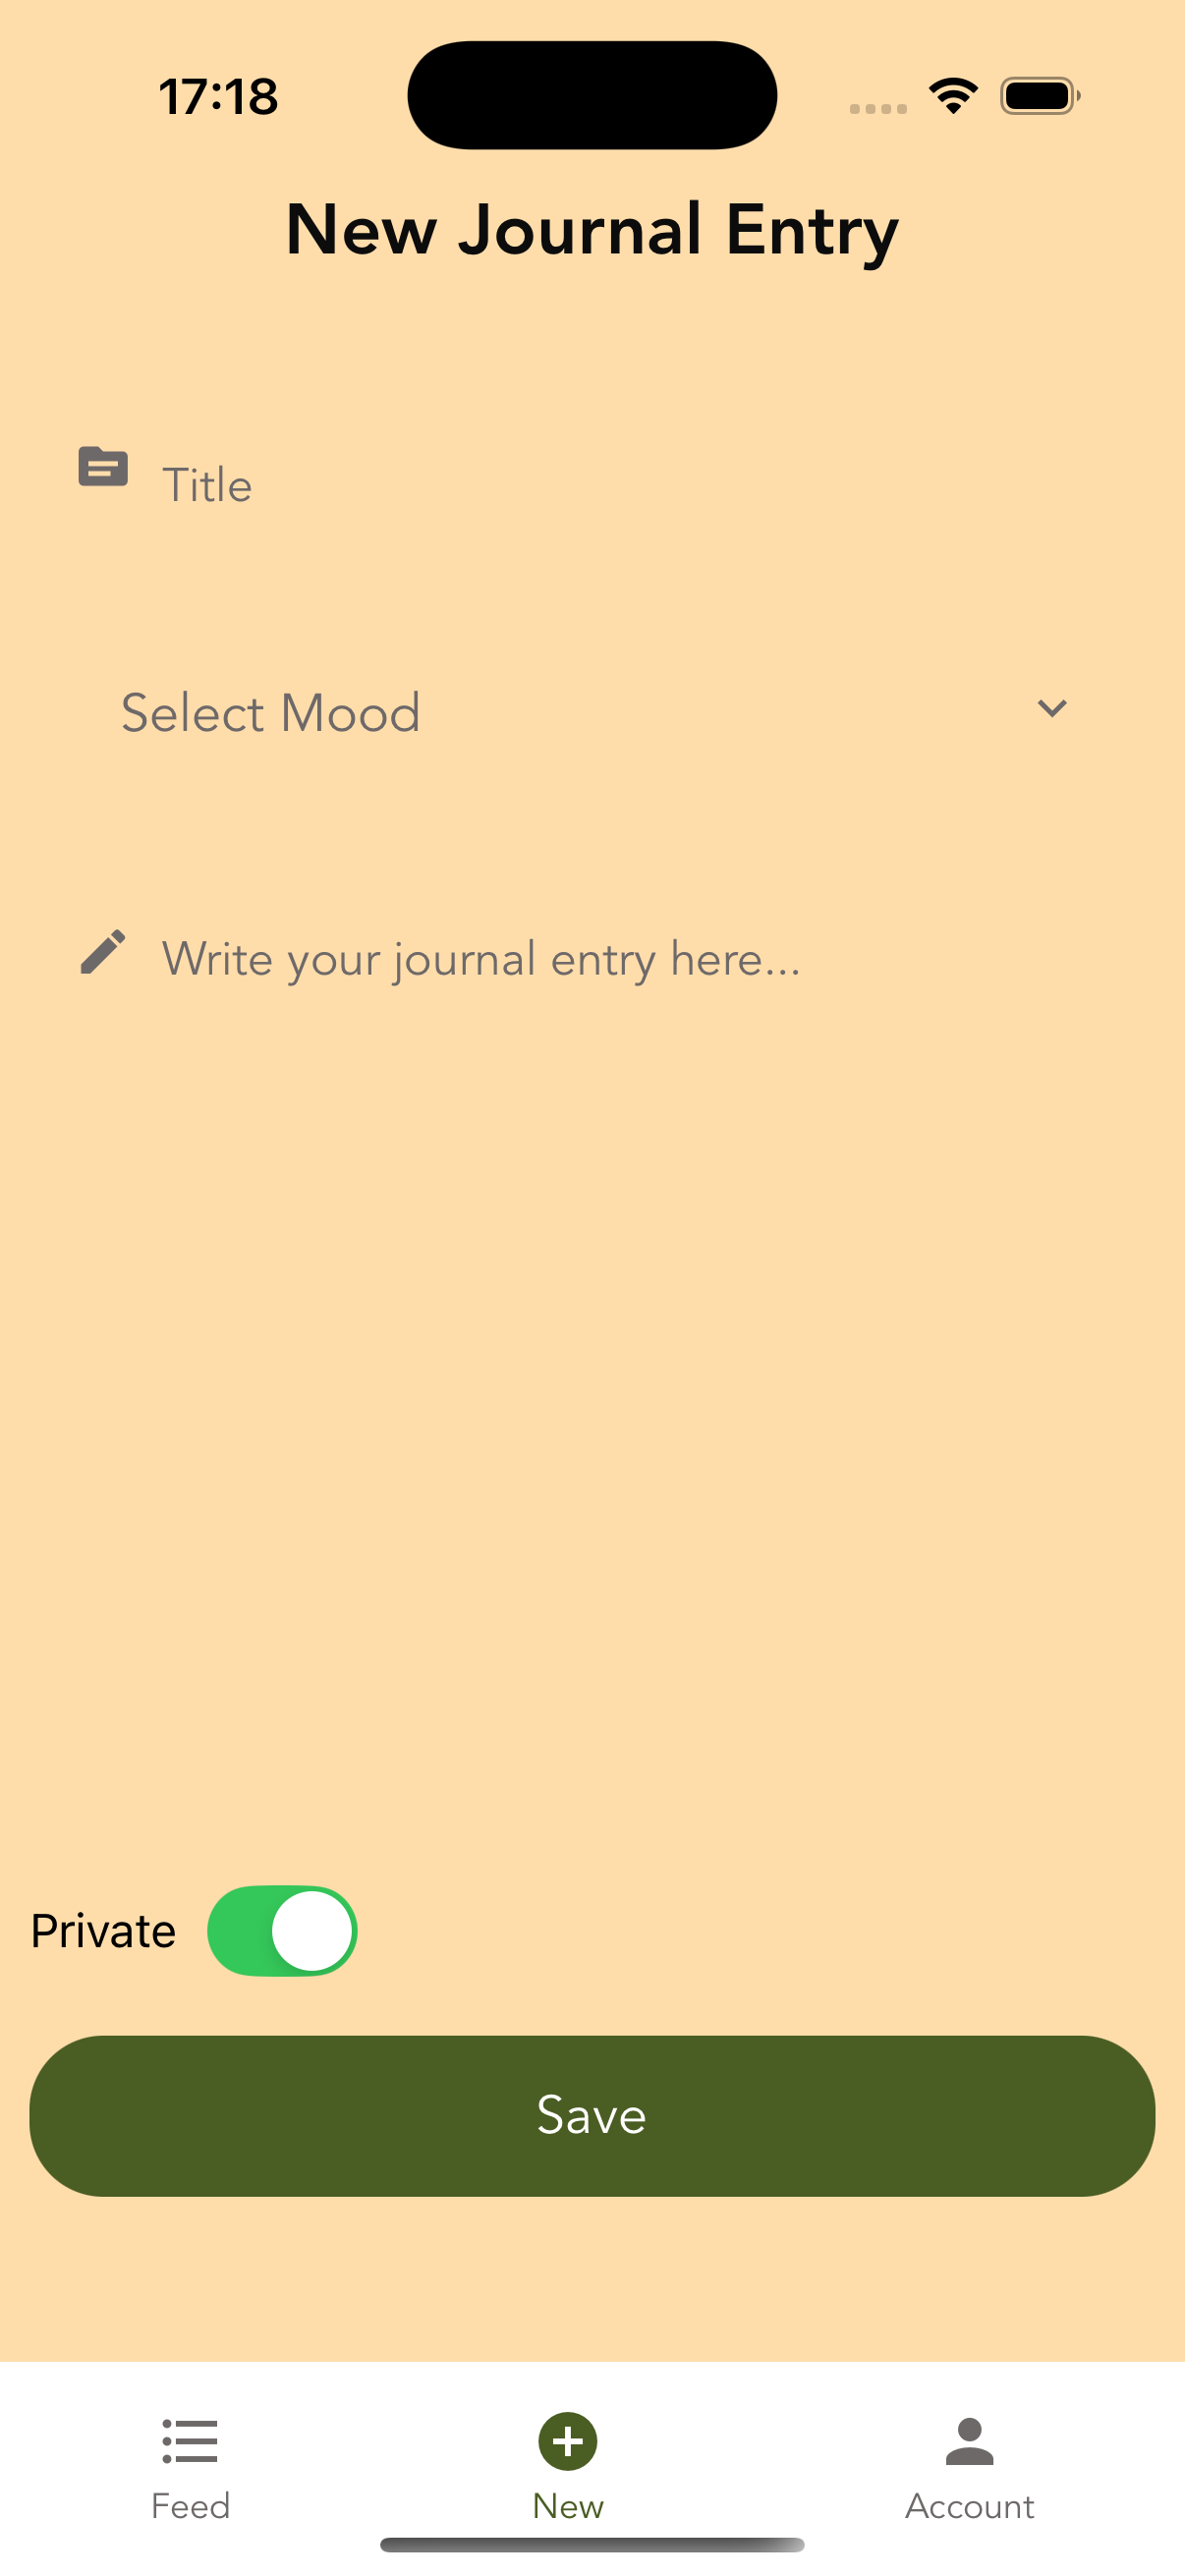 17:18
New Journal Entry
Title
Select Mood
Write your journal entry here...
Private
Save
Feed
New
Account